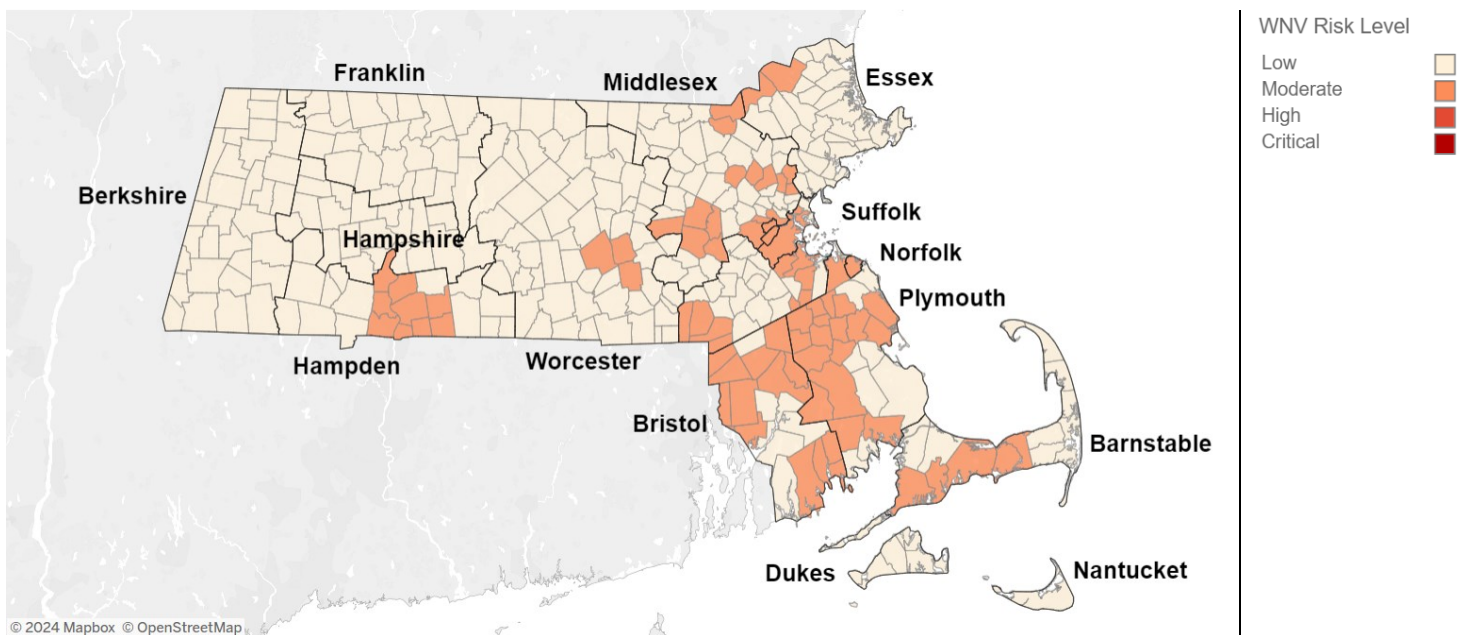 WNV Risk Level
Low
Moderate
High
Critical
Franklin
Middlesex
Essex
Berkshire
Suffolk
Hampshire
Norfolk
Plymouth
Hampden
Worcester
Bristol
Barnstable
Dukes
Nantucket
© 2024 Mapbox © OpenStreetMap